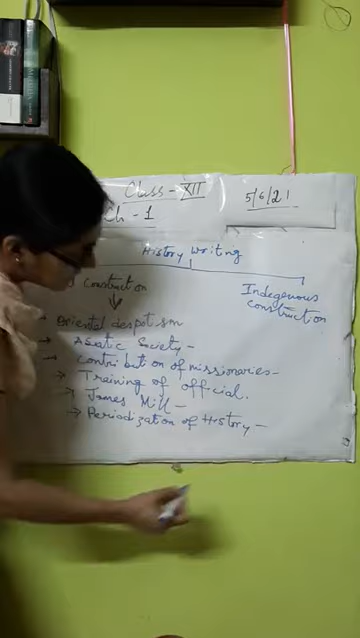 Class - XII
5/6/21
Ch - 1
History Writing
Construction
Indegenous
Construction
Oriental despotism
→ Asiatic Society -
→ Contribution of missionaries -
→ Training of official.
→ James Mill -
→ Periodization of History -